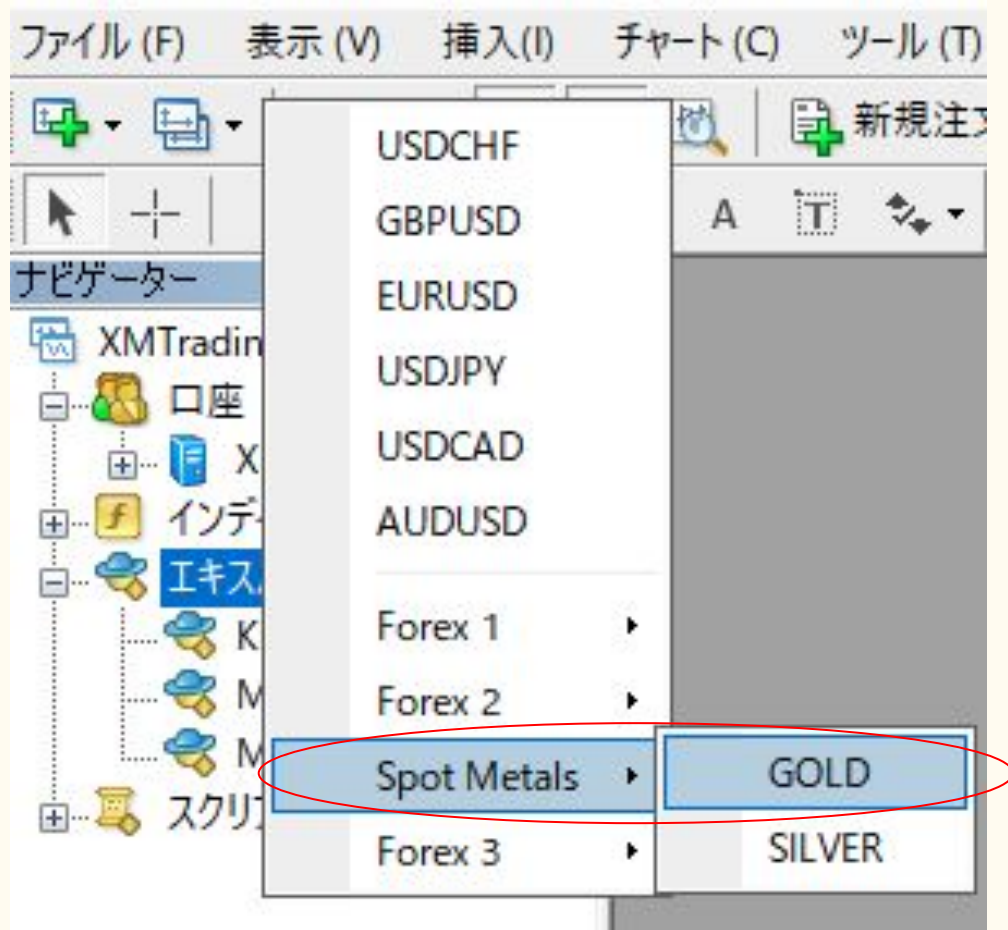 ファイル (F) 表示 (V) 挿入(I) チャート (C) ツール (T)
新規注文
A T
ナビゲーター
XMTradin
口座
X
インディ
エキス
K
M
M
スクリプ
USDCHF
GBPUSD
EURUSD
USDJPY
USDCAD
AUDUSD
Forex 1
Forex 2
Spot Metals
Forex 3
GOLD
SILVER